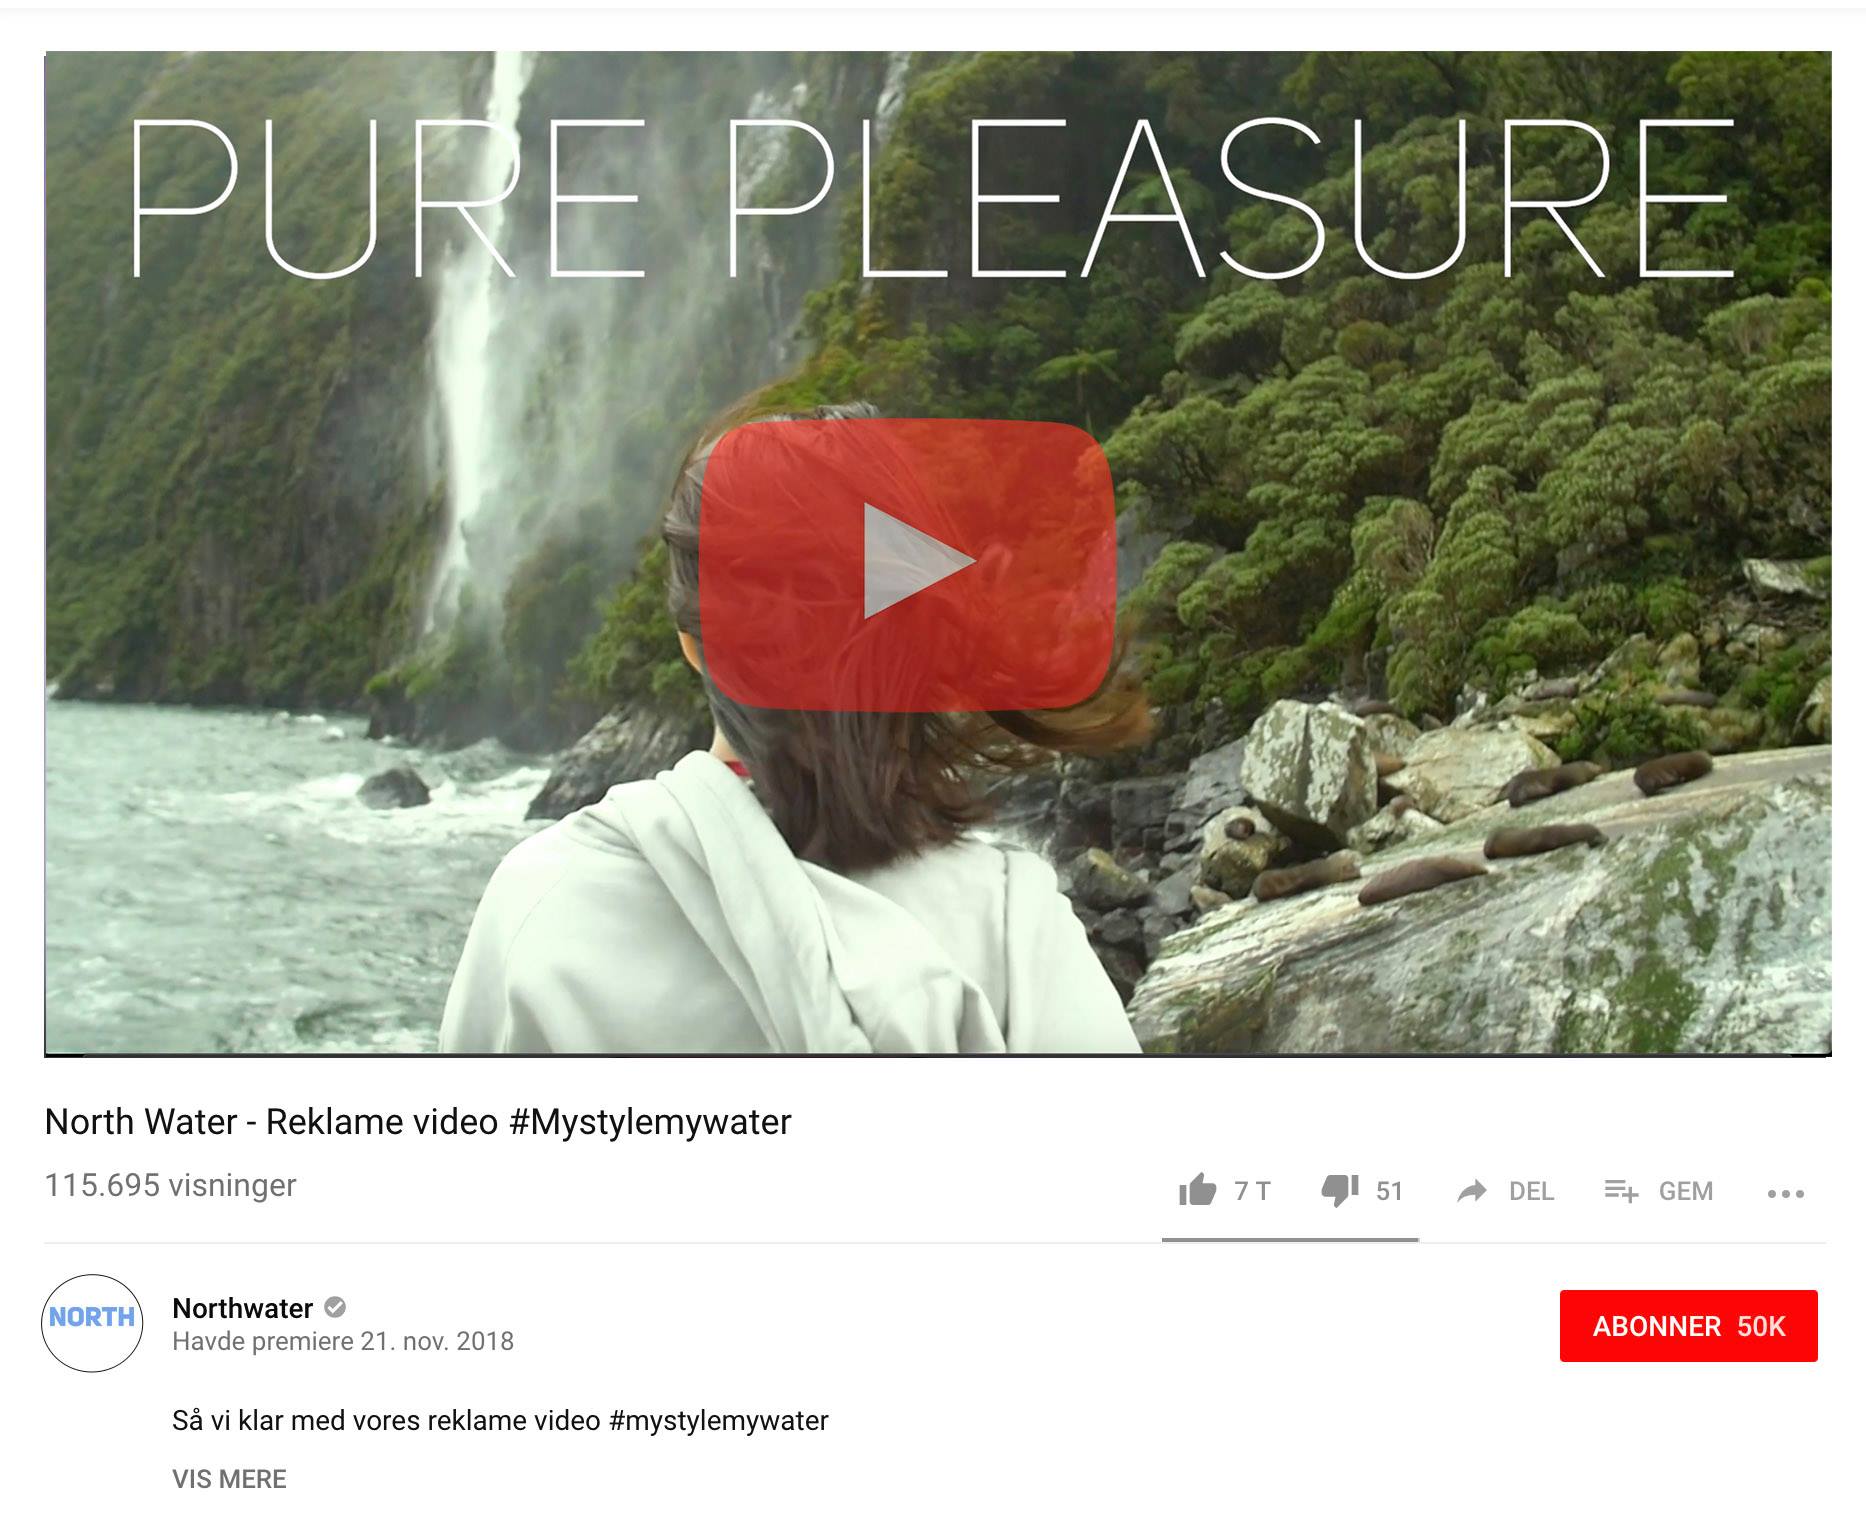 PURE PLEASURE
North Water - Reklame video #Mystylemywater
115.695 visninger
7 T
51
DEL
GEM
NORTH
Northwater
Havde premiere 21. nov. 2018
ABONNER 50K
Så vi klar med vores reklame video #mystylemywater
VIS MERE